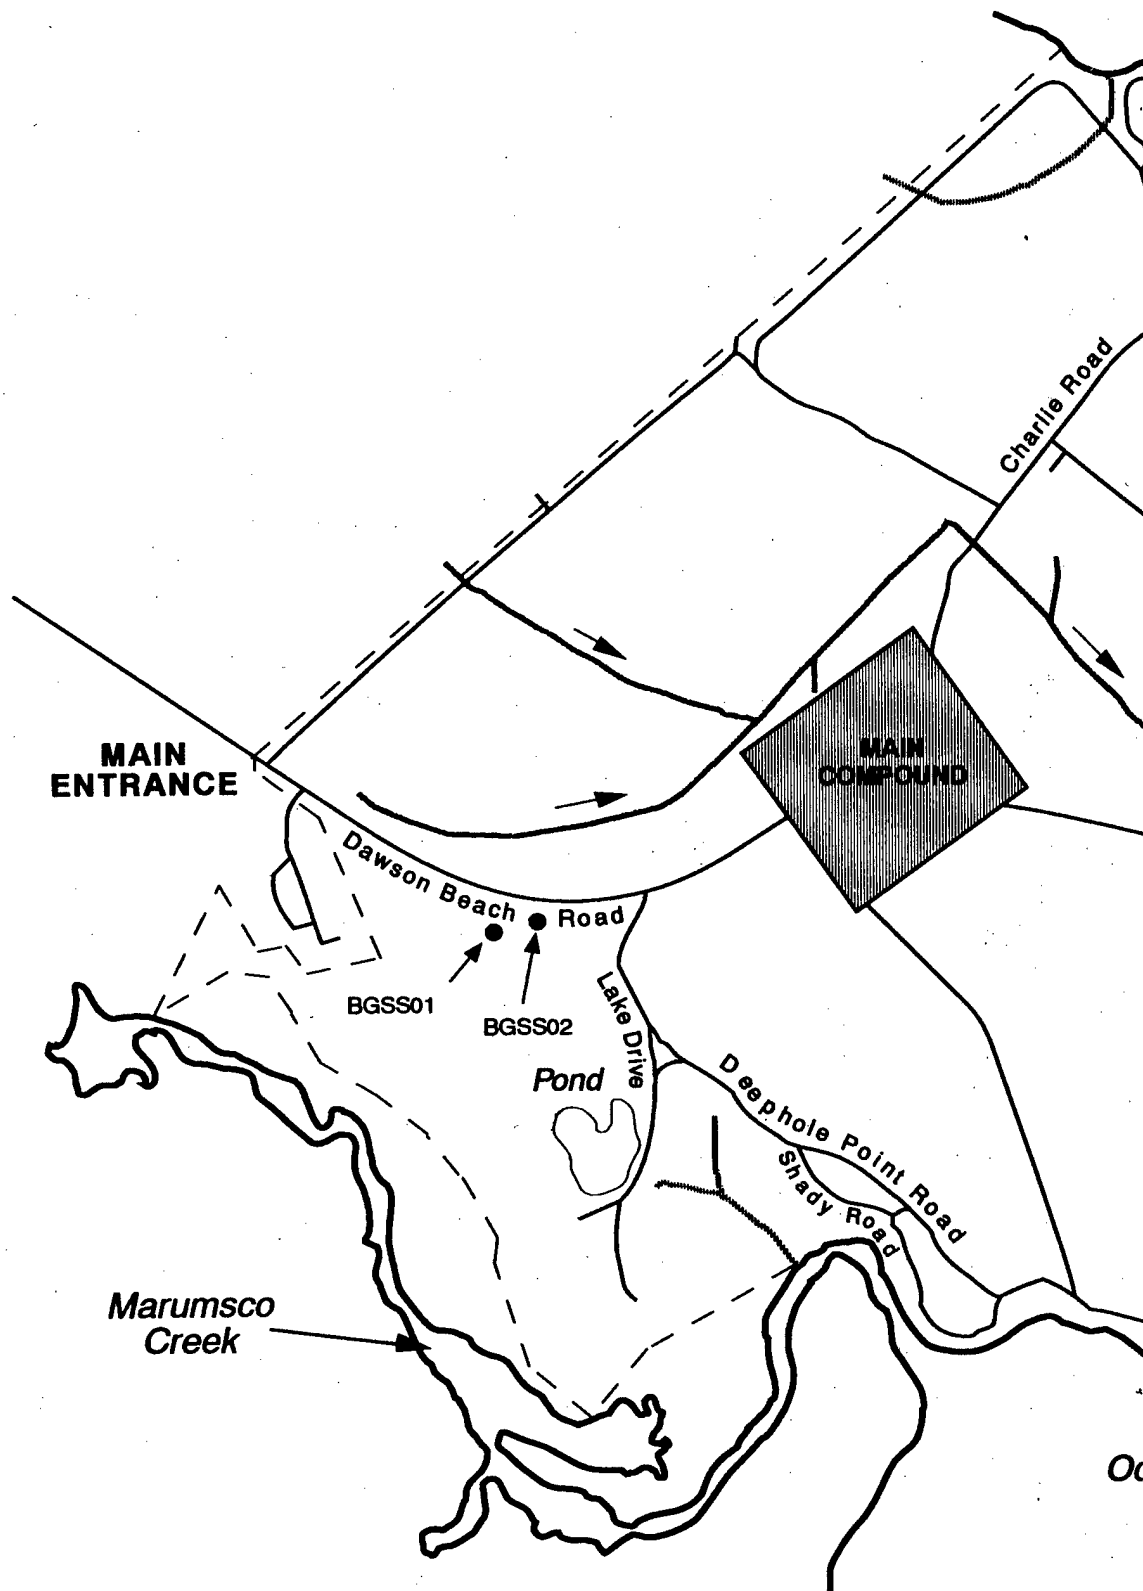 Charlie Road
MAIN
ENTRANCE
MAIN
COMPOUND
Dawson Beach Road
BGSS01
BGSS02
Lake Drive
Pond
Deephole Point Road
Shady Road
Marumsco
Creek
Oc